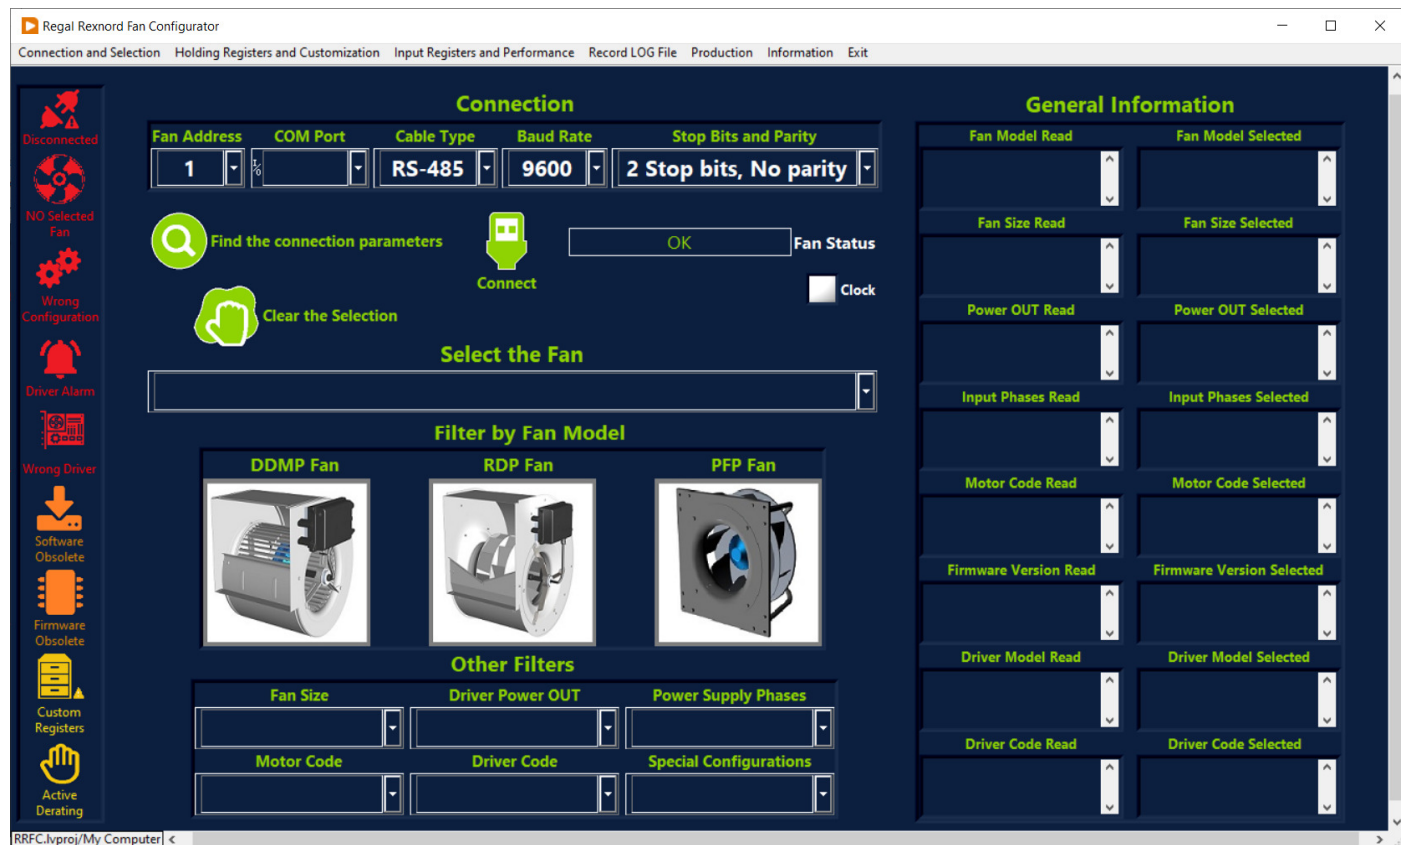 Regal Rexnord Fan Configurator
Connection and Selection Holding Registers and Customization Input Registers and Performance Record LOG File Production Information Exit
Disconnected
NO Selected
Fan
Wrong
Configuration
Driver Alarm
Wrong Driver
Software
Obsolete
Firmware
Obsolete
Custom
Registers
Active
Derating
Connection
Fan Address COM Port Cable Type Baud Rate Stop Bits and Parity
1 I/O RS-485 9600 2 Stop bits, No parity
Find the connection parameters
Connect
OK Fan Status
Clock
Clear the Selection
Select the Fan
Filter by Fan Model
DDMP Fan RDP Fan PFP Fan
Other Filters
Fan Size Driver Power OUT Power Supply Phases
Motor Code Driver Code Special Configurations
General Information
Fan Model Read Fan Model Selected
Fan Size Read Fan Size Selected
Power OUT Read Power OUT Selected
Input Phases Read Input Phases Selected
Motor Code Read Motor Code Selected
Firmware Version Read Firmware Version Selected
Driver Model Read Driver Model Selected
Driver Code Read Driver Code Selected
RRFC.lvproj/My Computer